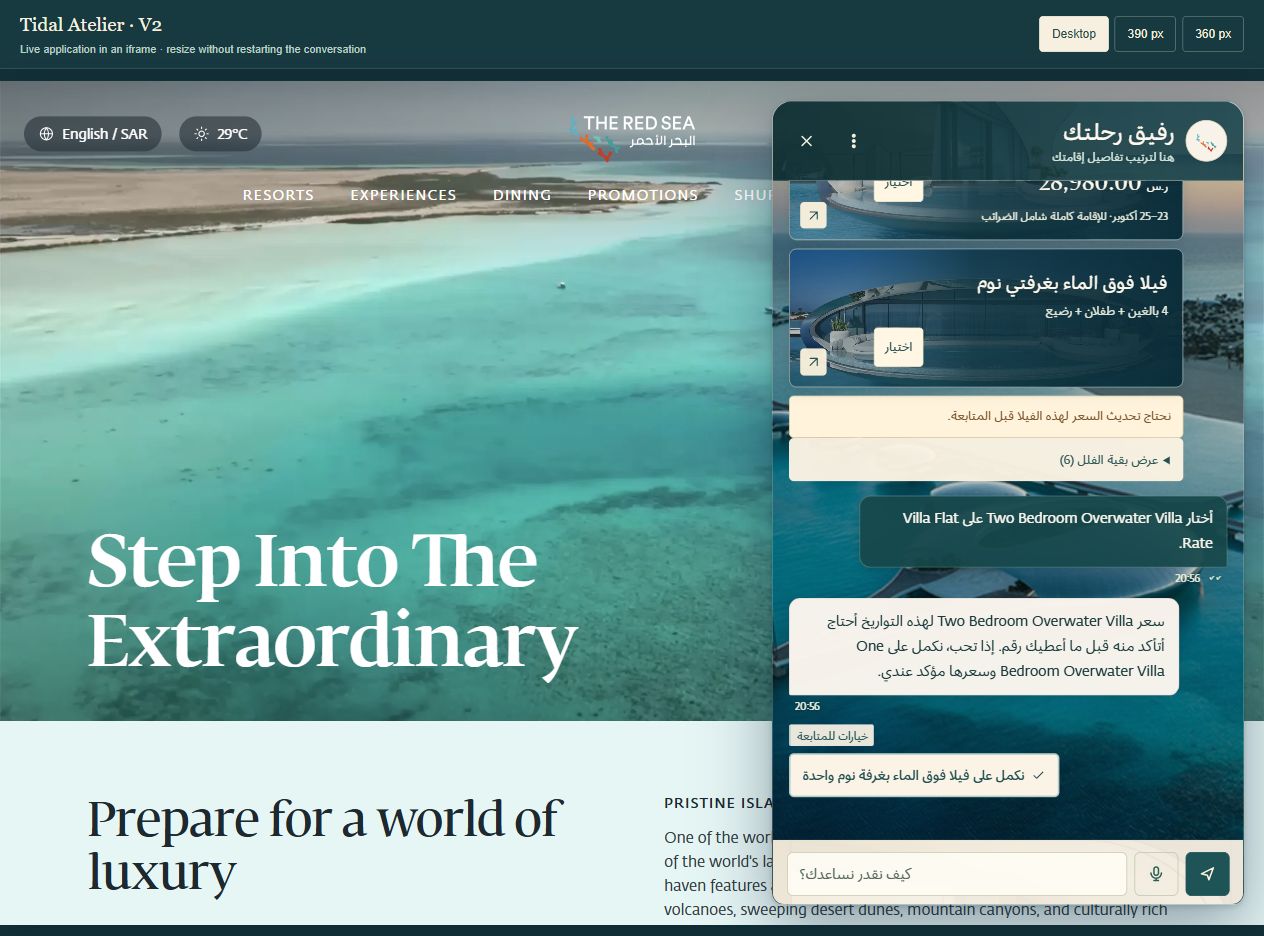 Tidal Atelier · V2
Live application in an iframe · resize without restarting the conversation
Desktop
390 px
360 px
English / SAR
29°C
THE RED SEA
البحر الأحمر
RESORTS
EXPERIENCES
DINING
PROMOTIONS
SHUR
Step Into The
Extraordinary
Prepare for a world of
luxury
PRISTINE ISLA
One of the wor
of the world's la
haven features a
volcanoes, sweeping desert dunes, mountain canyons, and culturally rich
رفيق رحلتك
هنا لترتيب تفاصيل إقامتك
ر.س 28,980.00
اختيار
23–25 أكتوبر · للإقامة كاملة شامل الضرائب
فيلا فوق الماء بغرفتي نوم
4 بالغين + طفلان + رضيع
اختيار
نحتاج تحديث السعر لهذه الفيلا قبل المتابعة.
◀ عرض بقية الفلل (6)
أختار Two Bedroom Overwater Villa على Villa Flat
Rate.
20:56
سعر Two Bedroom Overwater Villa لهذه التواريخ أحتاج
أتأكد منه قبل ما أعطيك رقم. إذا تحب، نكمل على One
Bedroom Overwater Villa وسعرها مؤكد عندي.
20:56
خيارات للمتابعة
نكمل على فيلا فوق الماء بغرفة نوم واحدة
كيف نقدر نساعدك؟